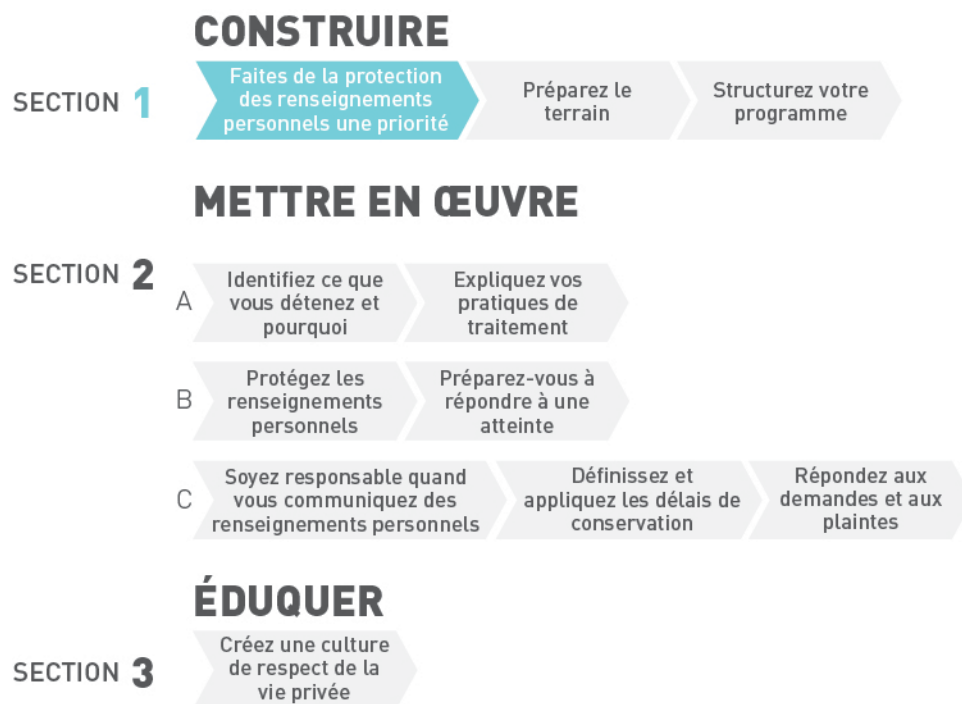 CONSTRUIRE
SECTION 1
Faites de la protection
des renseignements
personnels une priorité
Préparez le
terrain
Structurez votre
programme
METTRE EN ŒUVRE
SECTION 2
A
Identifiez ce que
vous détenez et
pourquoi
Expliquez vos
pratiques de
traitement
B
Protégez les
renseignements
personnels
Préparez-vous à
répondre à une
atteinte
C
Soyez responsable quand
vous communiquez des
renseignements personnels
Définissez et
appliquez les délais de
conservation
Répondez aux
demandes et aux
plaintes
ÉDUQUER
SECTION 3
Créez une culture
de respect de la
vie privée